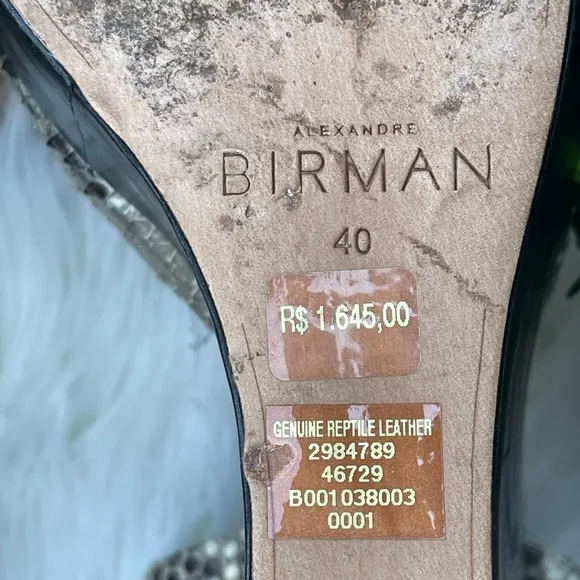 ALEXANDRE
BIRMAN
40
R$ 1.645,00
GENUINE REPTILE LEATHER
2984789
46729
B001038003
0001